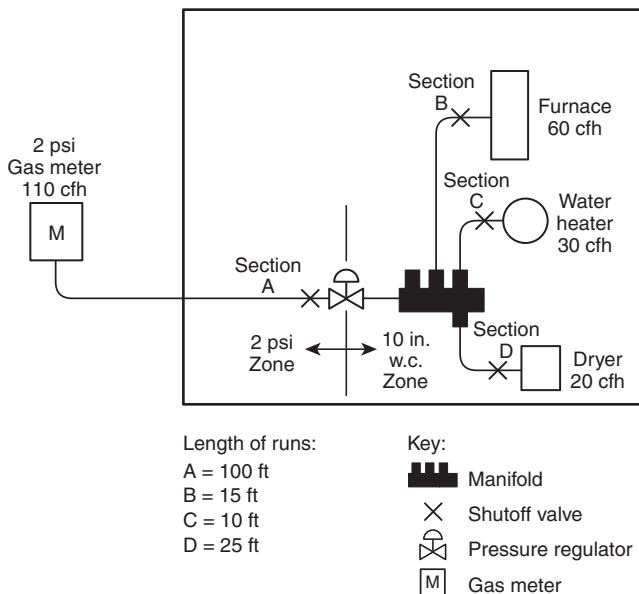 Section
B
Furnace
60 cfh
2 psi
Gas meter
110 cfh
M
Section
C
Water
heater
30 cfh
Section
A
2 psi
Zone
10 in.
w.c.
Zone
Section
D
Dryer
20 cfh
Length of runs:
A = 100 ft
B = 15 ft
C = 10 ft
D = 25 ft
Key:
Manifold
Shutoff valve
Pressure regulator
M
Gas meter